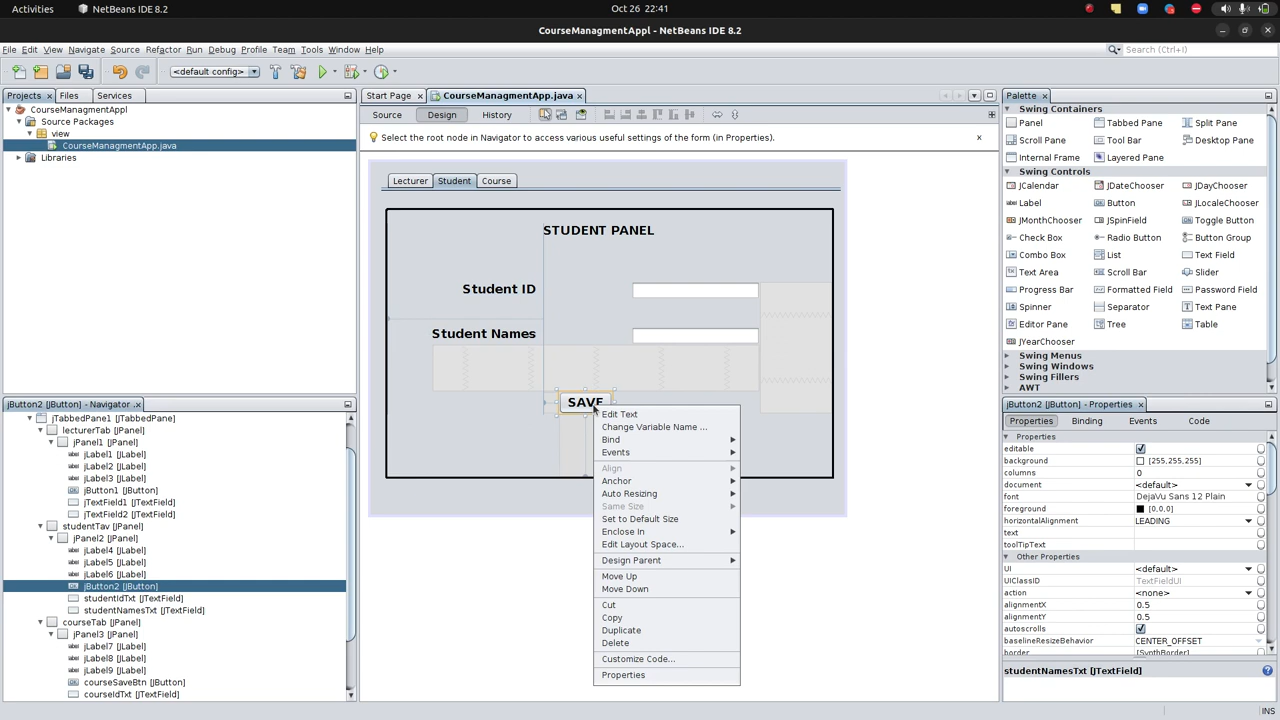 Activities NetBeans IDE 8.2 Oct 26 22:41
CourseManagmentAppl - NetBeans IDE 8.2
File Edit View Navigate Source Refactor Run Debug Profile Team Tools Window Help Search (Ctrl+I)
<default config>
Projects Files Services Start Page CourseManagmentApp.java Palette
CourseManagmentAppl
Source Packages
view
CourseManagmentApp.java
Libraries
Source Design History
Select the root node in Navigator to access various useful settings of the form (in Properties).
Lecturer Student Course
STUDENT PANEL
Student ID
Student Names
SAVE
Edit Text
Change Variable Name ...
Bind
Events
Align
Anchor
Auto Resizing
Same Size
Set to Default Size
Enclose In
Edit Layout Space...
Design Parent
Move Up
Move Down
Cut
Copy
Duplicate
Delete
Customize Code...
Properties
Swing Containers
Panel Tabbed Pane Split Pane
Scroll Pane Tool Bar Desktop Pane
Internal Frame Layered Pane
Swing Controls
JCalendar JDateChooser JDayChooser
Label Button JLocaleChooser
JMonthChooser JSpinField Toggle Button
Check Box Radio Button Button Group
Combo Box List Text Field
Text Area Scroll Bar Slider
Progress Bar Formatted Field Password Field
Spinner Separator Text Pane
Editor Pane Tree Table
JYearChooser
Swing Menus
Swing Windows
Swing Fillers
AWT
jButton2 [JButton] - Navigator
jTabbedPane1 [JTabbedPane]
lecturerTab [JPanel]
jPanel1 [JPanel]
jLabel1 [JLabel]
jLabel2 [JLabel]
jLabel3 [JLabel]
jButton1 [JButton]
jTextField1 [JTextField]
jTextField2 [JTextField]
studentTav [JPanel]
jPanel2 [JPanel]
jLabel4 [JLabel]
jLabel5 [JLabel]
jLabel6 [JLabel]
jButton2 [JButton]
studentIdTxt [JTextField]
studentNamesTxt [JTextField]
courseTab [JPanel]
jPanel3 [JPanel]
jLabel7 [JLabel]
jLabel8 [JLabel]
jLabel9 [JLabel]
courseSaveBtn [JButton]
courseIdTxt [JTextField]
jButton2 [JButton] - Properties
Properties Binding Events Code
Properties
editable
background [255,255,255]
columns 0
document <default>
font DejaVu Sans 12 Plain
foreground [0,0,0]
horizontalAlignment LEADING
text
toolTipText
Other Properties
UI <default>
UIClassID TextFieldUI
action <none>
alignmentX 0.5
alignmentY 0.5
autoscrolls
baselineResizeBehavior CENTER_OFFSET
border [SynthBorder]
studentNamesTxt [JTextField]
INS